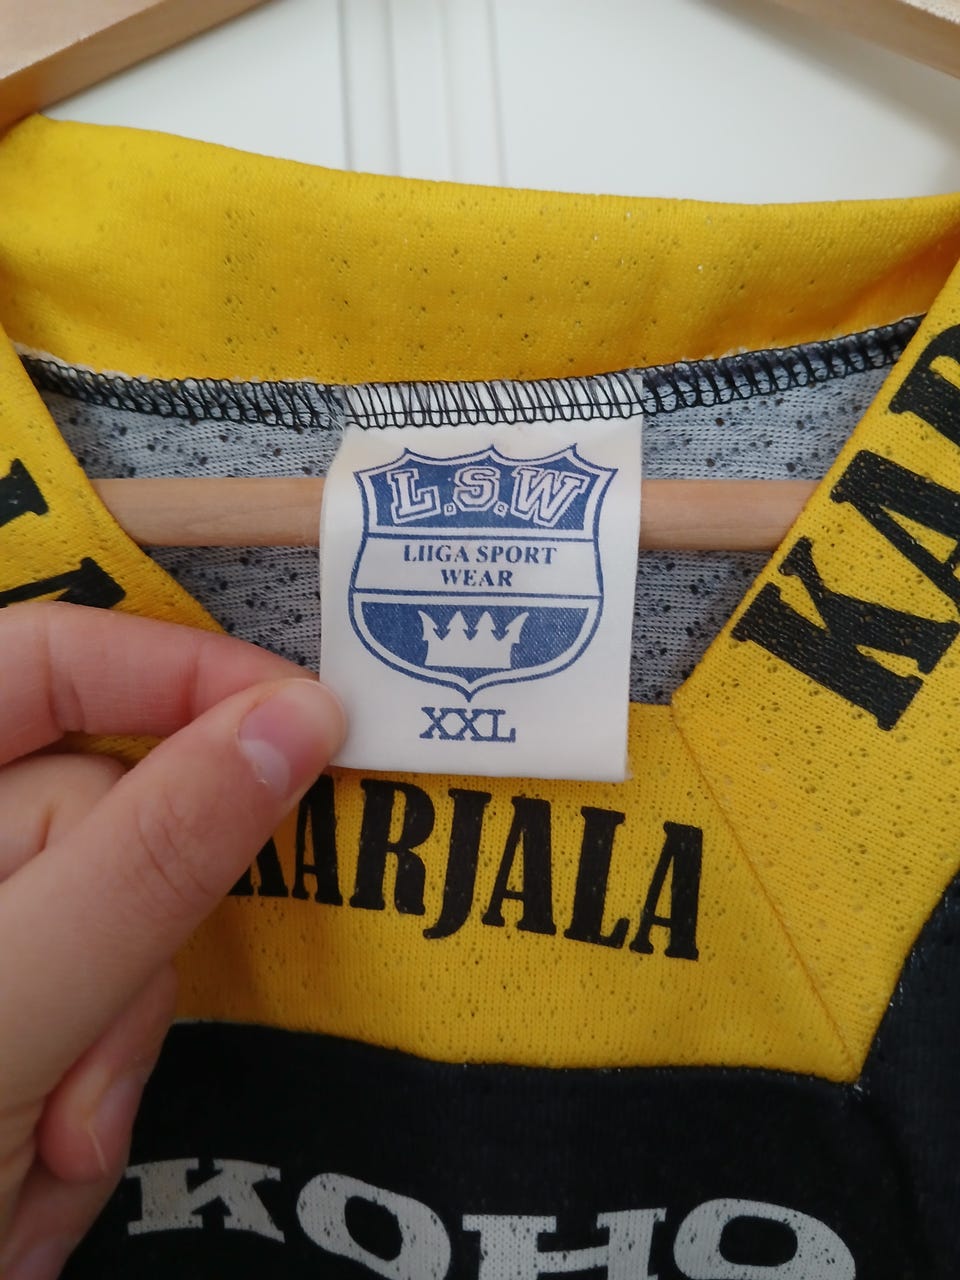 L.S.W
LIIGA SPORT
WEAR
XXL
KARJALA
KOHO